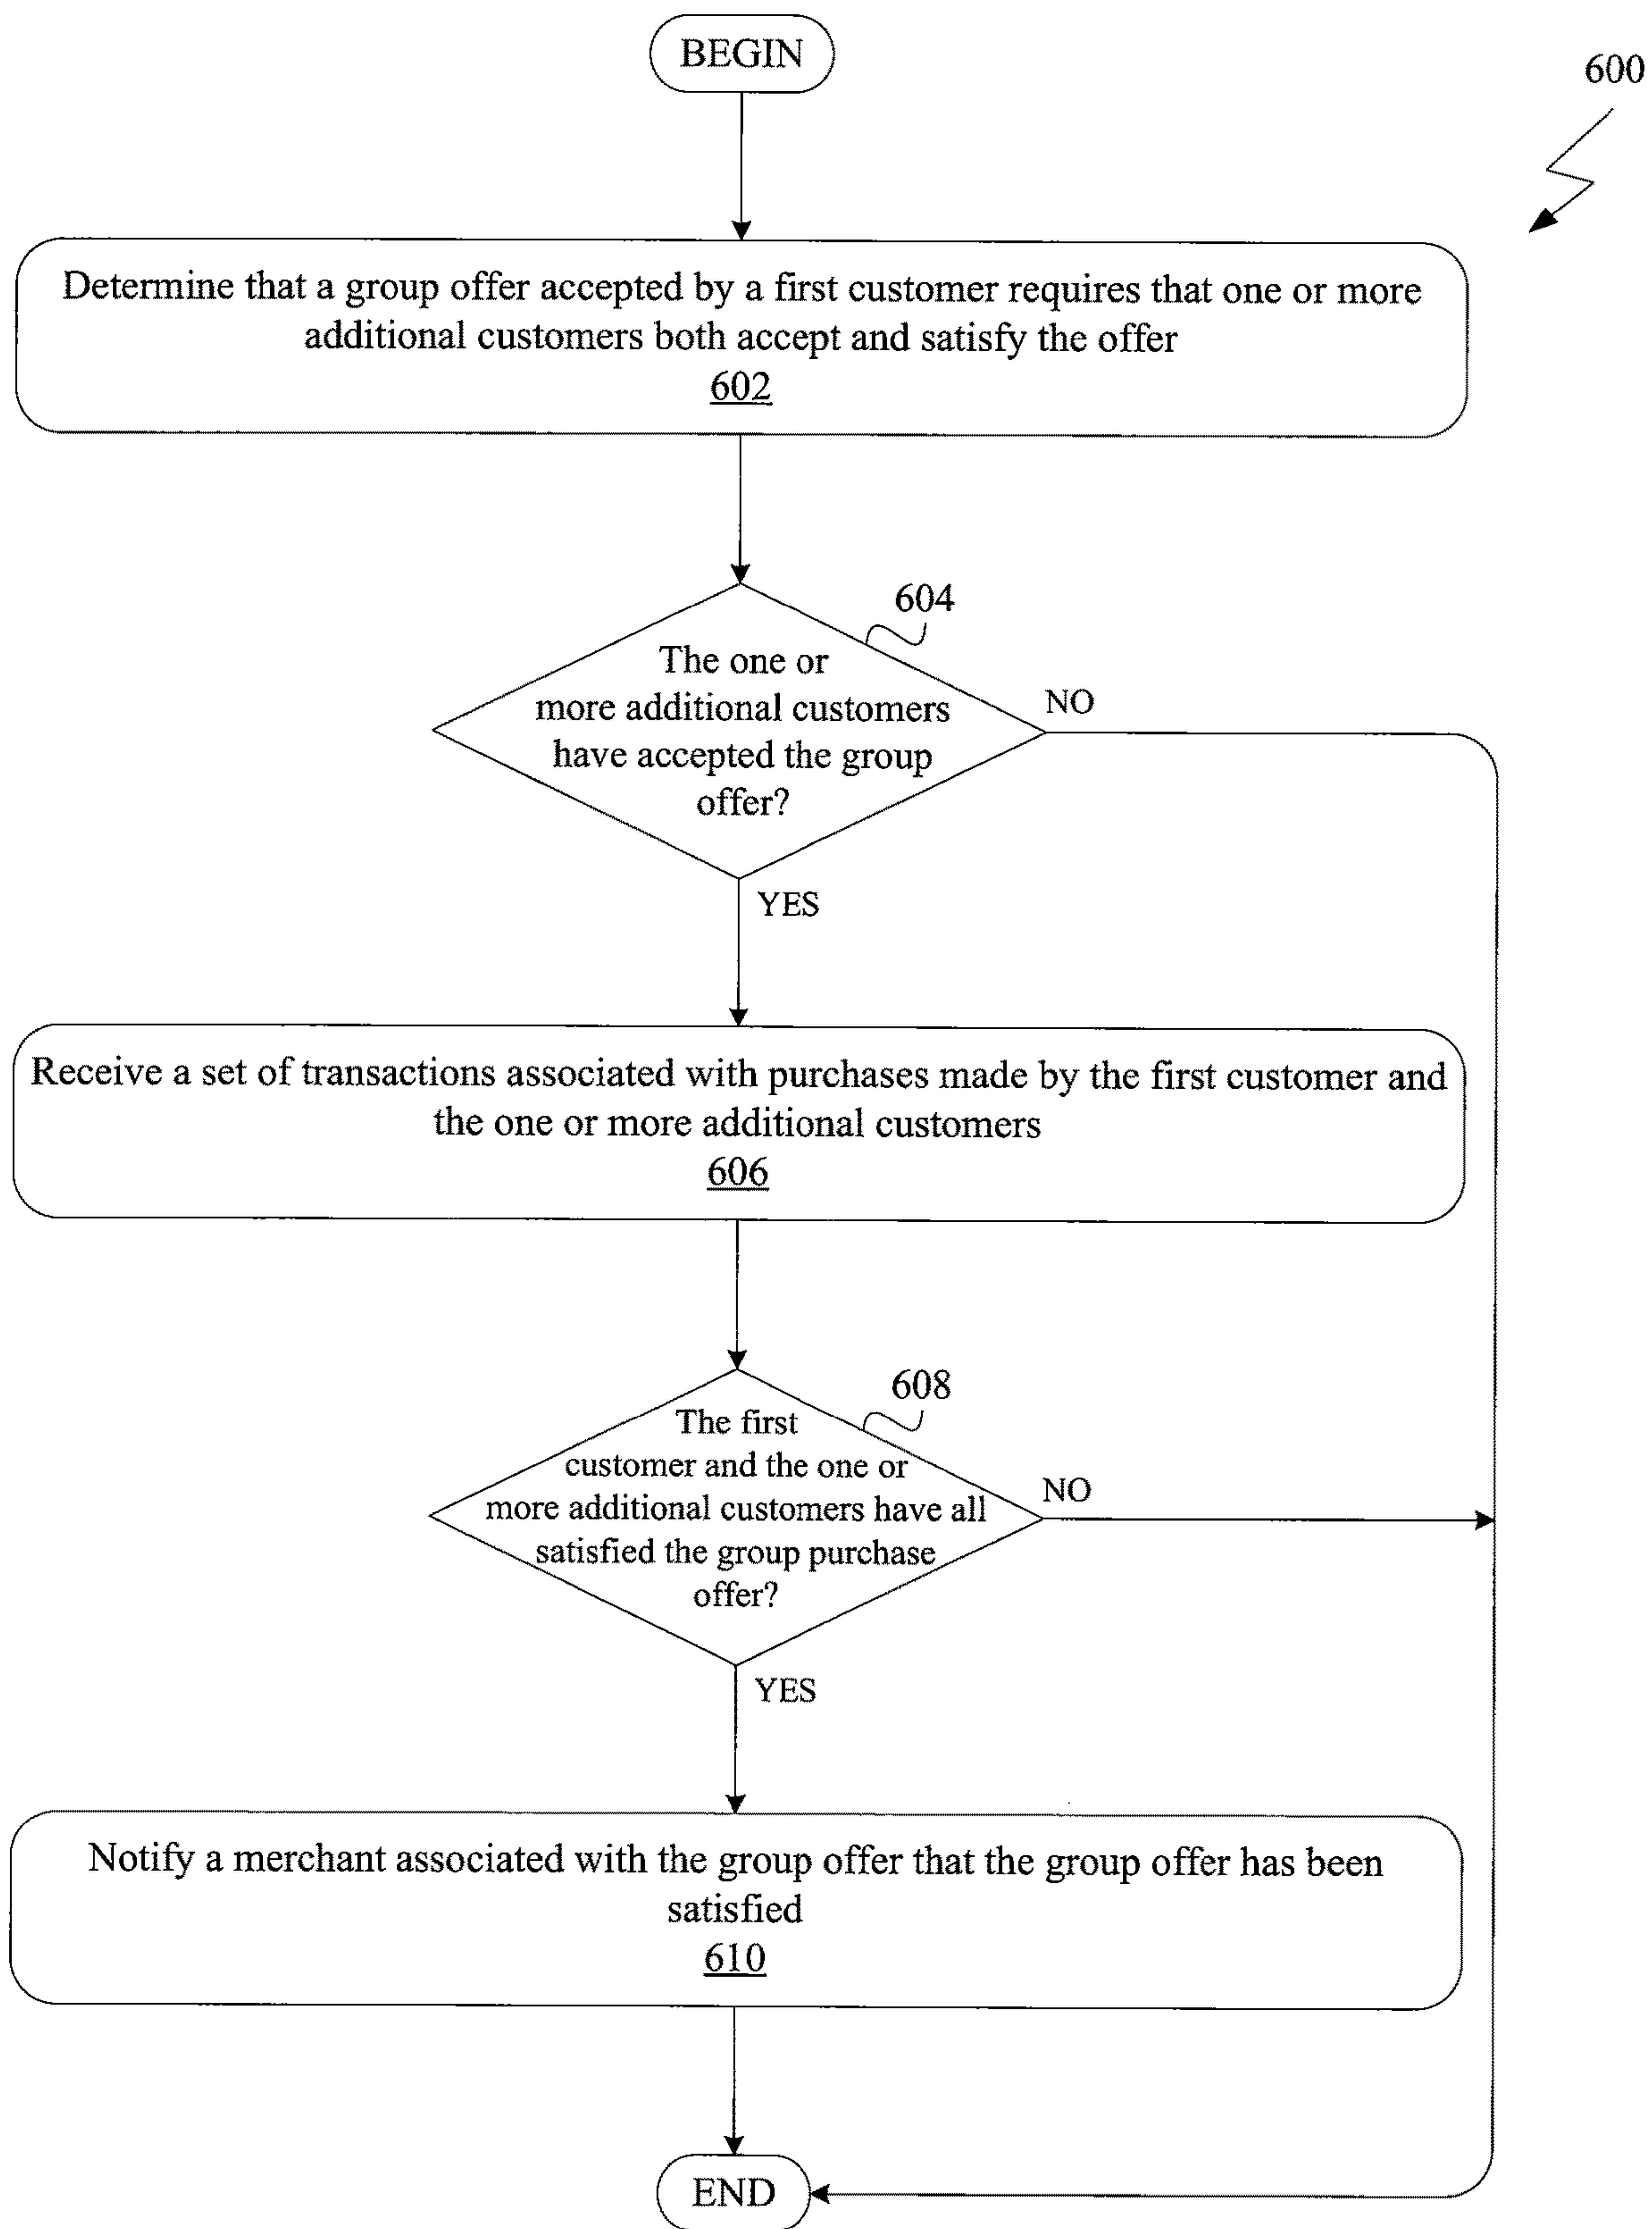 BEGIN
600
Determine that a group offer accepted by a first customer requires that one or more
additional customers both accept and satisfy the offer
602
604
The one or
more additional customers
have accepted the group
offer?
NO
YES
Receive a set of transactions associated with purchases made by the first customer and
the one or more additional customers
606
608
The first
customer and the one or
more additional customers have all
satisfied the group purchase
offer?
NO
YES
Notify a merchant associated with the group offer that the group offer has been
satisfied
610
END